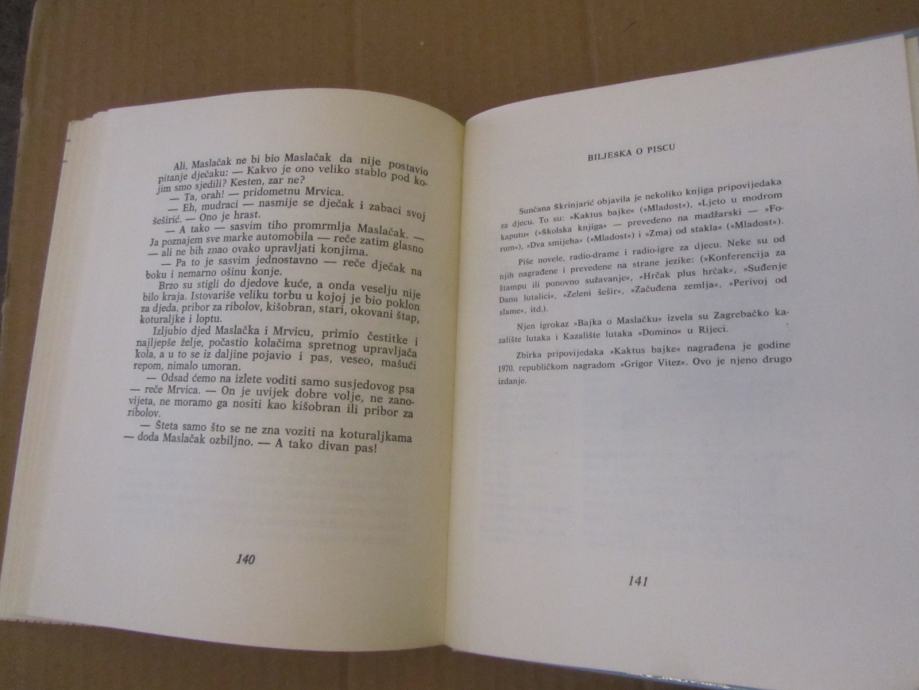 Ali, Maslačak ne bi bio Maslačak da nije postavio
pitanje dječaku: — Kakvo je ono veliko stablo pod ko-
jim smo sjedili? Kesten, zar ne?
— Ta, orah! — pridometnu Mrvica.
— Eh, mudraci — nasmije se dječak i zabaci svoj
šeširić. — Ono je hrast.
— A tako — sasvim tiho promrmlja Maslačak. —
Ja poznajem sve marke automobila — reče zatim glasno
— ali ne bih znao ovako upravljati konjima.
— Pa to je sasvim jednostavno — reče dječak na
boku i nemarno ošinu konje.
Brzo su stigli do djedove kuće, a onda veselju nije
bilo kraja. Istovariše veliku torbu u kojoj je bio poklon
za djeda, pribor za ribolov, kišobran, stari, okovani štap,
koturaljke i loptu.
Izljubio djed Maslačka i Mrvicu, primio čestitke i
najljepše želje, počastio kolačima spretnog upravljača
kola, a u to se iz daljine pojavio i pas, veseo, mašući
repom, nimalo umoran.
— Odsad ćemo na izlete voditi samo susjedovog psa
— reče Mrvica. — On je uvijek dobre volje, ne zano-
vijeta, ne moramo ga nositi kao kišobran ili pribor za
ribolov.
— Šteta samo što se ne zna voziti na koturaljkama
— doda Maslačak ozbiljno. — A tako divan pas!
140
BILJEŠKA O PISCU
Sunčana Škrinjarić objavila je nekoliko knjiga pripovijedaka
za djecu. To su: »Kaktus bajke« (»Mladost«), »Ljeto u modrom
kaputu« (»Školska knjiga« — prevedeno na madžarski — »Fo-
rum«), »Dva smijeha« (»Mladost«) i »Zmaj od stakla« (»Mladost«).
Piše novele, radio-drame i radio-igre za djecu. Neke su od
njih nagrađene i prevedene na strane jezike: (»Konferencija za
štampu ili ponovno sužavanje«, »Hrčak plus hrčak«, »Suđenje
Danu lutalici«, »Zeleni šešir«, »Začuđena zemlja«, »Perivoj od
slame«, itd.).
Njen igrokaz »Bajka o Maslačku« izvela su Zagrebačko ka-
zalište lutaka i Kazalište lutaka »Domino« u Rijeci.
Zbirka pripovijedaka »Kaktus bajke« nagrađena je godine
1970. republičkom nagradom »Grigor Vitez«. Ovo je njeno drugo
izdanje.
141